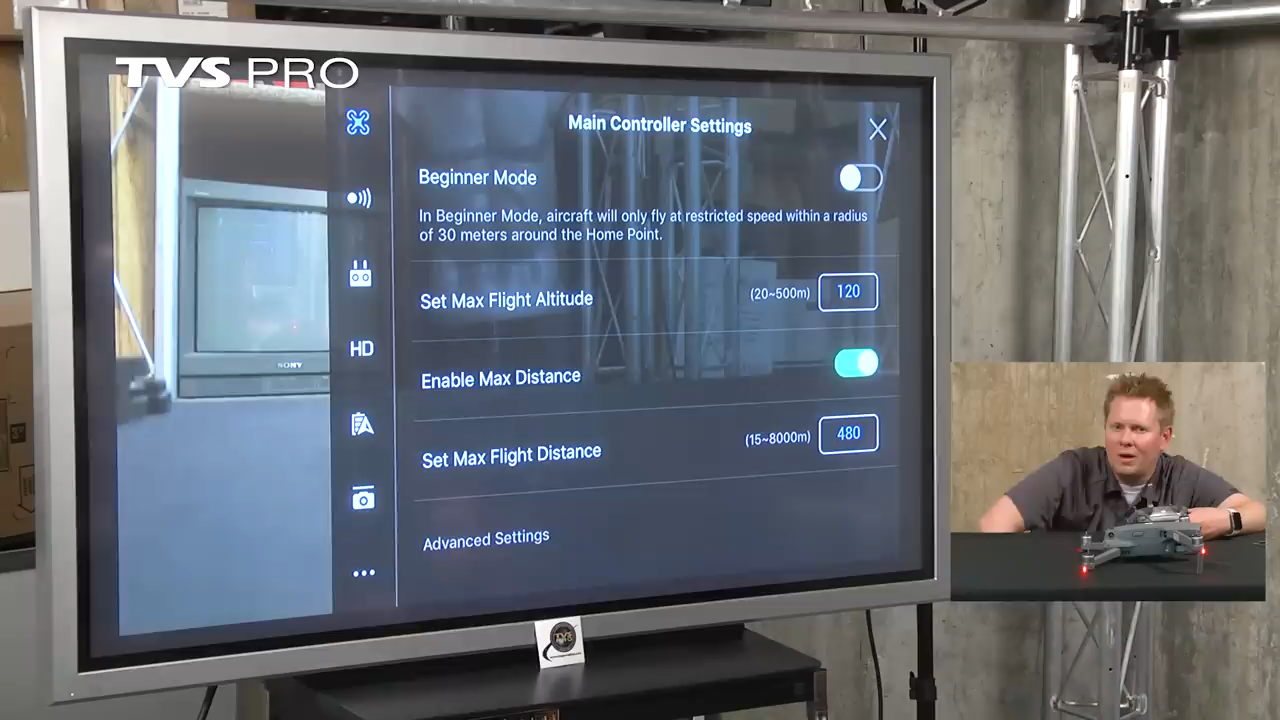 TVS PRO
Main Controller Settings
Beginner Mode
In Beginner Mode, aircraft will only fly at restricted speed within a radius
of 30 meters around the Home Point.
Set Max Flight Altitude
(20~500m)
120
HD
Enable Max Distance
Set Max Flight Distance
(15~8000m)
480
Advanced Settings
SONY
TVS